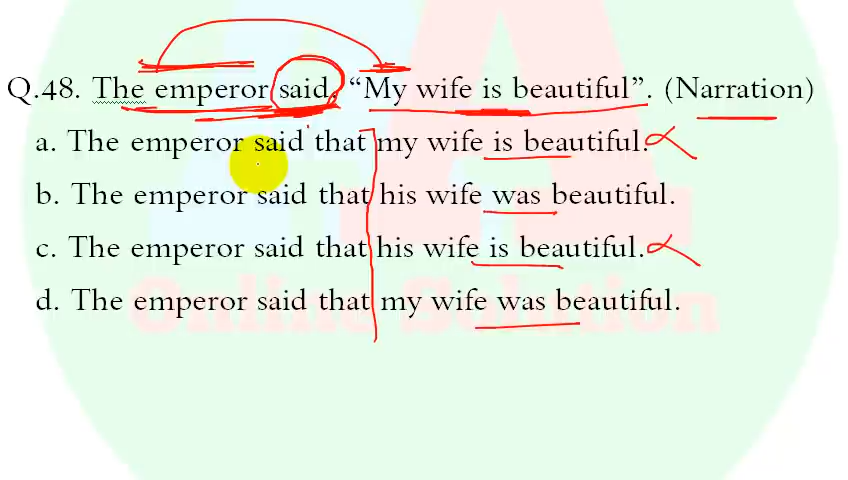 Q.48. The emperor said, “My wife is beautiful”. (Narration)
a. The emperor said that my wife is beautiful.
b. The emperor said that his wife was beautiful.
c. The emperor said that his wife is beautiful.
d. The emperor said that my wife was beautiful.
Online Solution